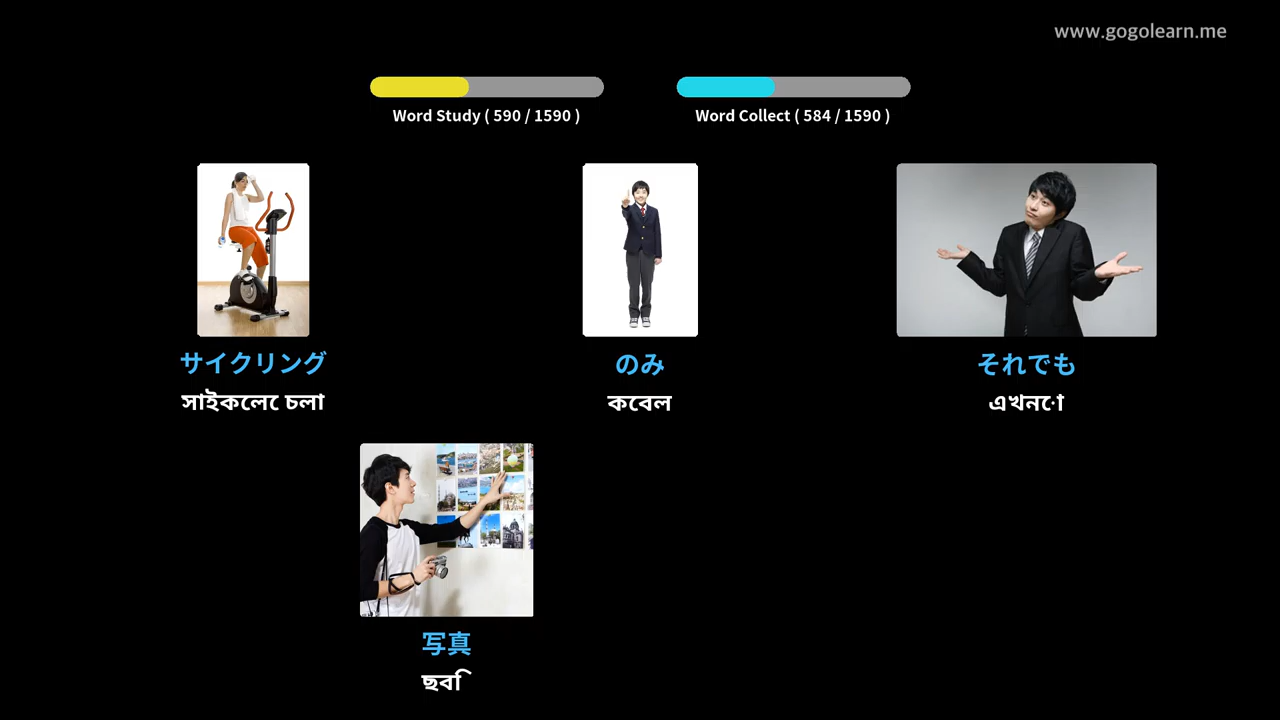 www.gogolearn.me
Word Study ( 590 / 1590 )
Word Collect ( 584 / 1590 )
サイクリング
のみ
それでも
সাইকেলে চলা
কেবল
এখনো
写真
ছবি